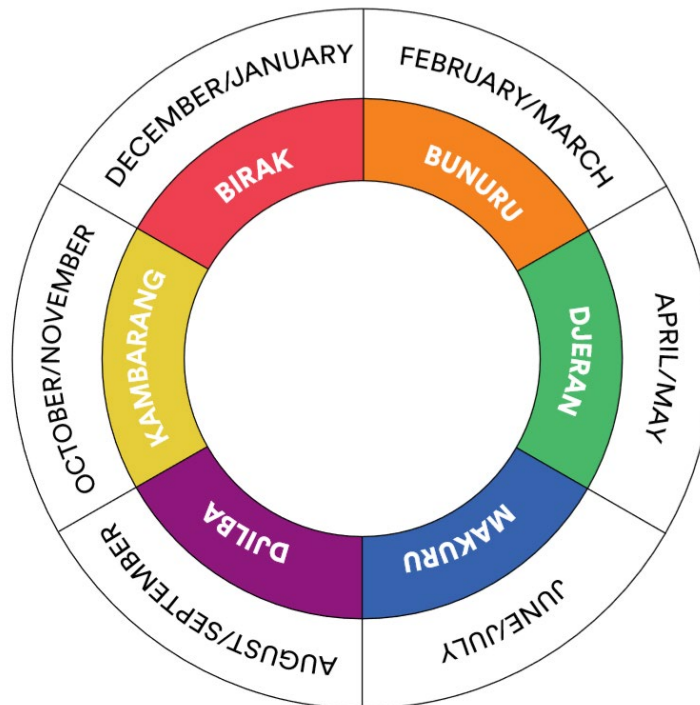 DECEMBER/JANUARY
BIRAK
FEBRUARY/MARCH
BUNURU
APRIL/MAY
DJERAN
JUNE/JULY
MAKURU
AUGUST/SEPTEMBER
DJILBA
OCTOBER/NOVEMBER
KAMBARANG